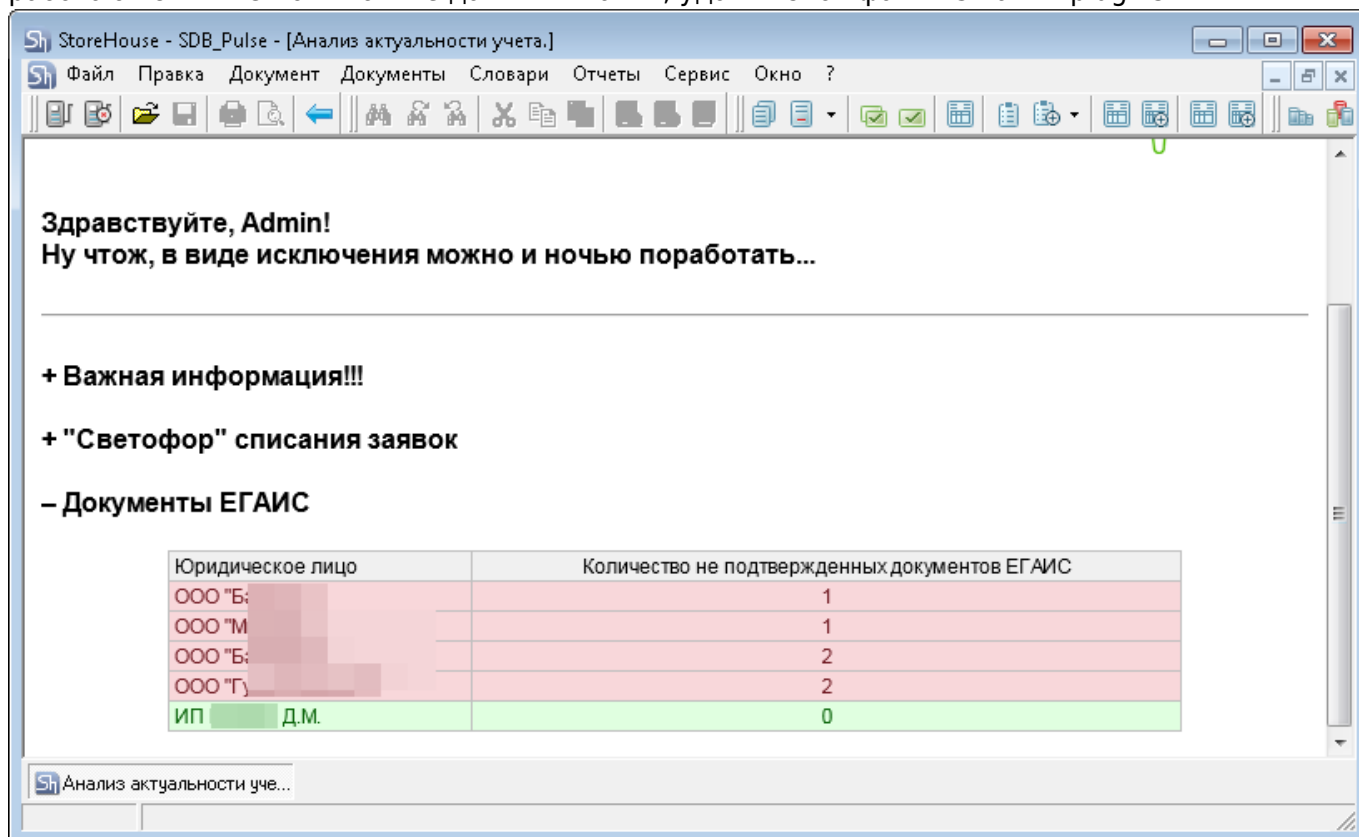 StoreHouse - SDB_Pulse - [Анализ актуальности учета.]
Файл Правка Документ Документы Словари Отчеты Сервис Окно ?
Здравствуйте, Admin!
Ну чтож, в виде исключения можно и ночью поработать...
+ Важная информация!!!
+ "Светофор" списания заявок
– Документы ЕГАИС
Юридическое лицо Количество не подтвержденных документов ЕГАИС
ООО 1
ООО 1
ООО 2
ООО 2
ИП Д.М. 0
Анализ актуальности уче...